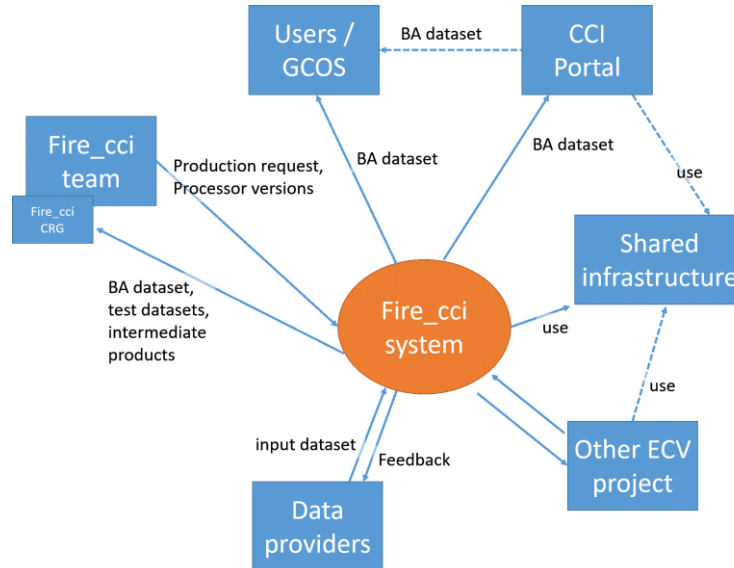 Users /
GCOS
BA dataset
CCI
Portal
Fire_cci
team
Fire_cci
CRG
Production request,
Processor versions
BA dataset
BA dataset
use
Shared
infrastructure
BA dataset,
test datasets,
intermediate
products
Fire_cci
system
use
use
input dataset
Feedback
Other ECV
project
Data
providers